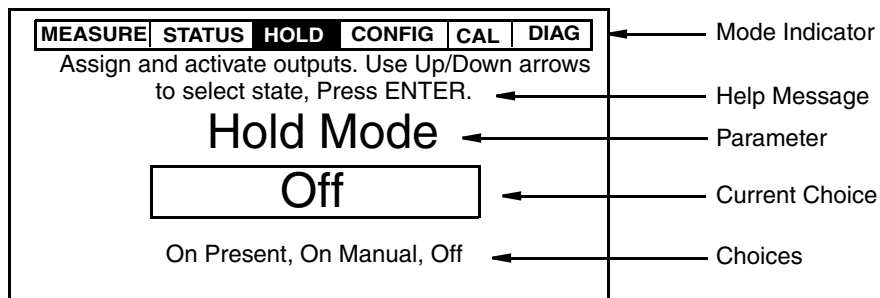 MEASURE STATUS HOLD CONFIG CAL DIAG
Mode Indicator
Assign and activate outputs. Use Up/Down arrows
to select state, Press ENTER.
Help Message
Hold Mode
Parameter
Off
Current Choice
On Present, On Manual, Off
Choices